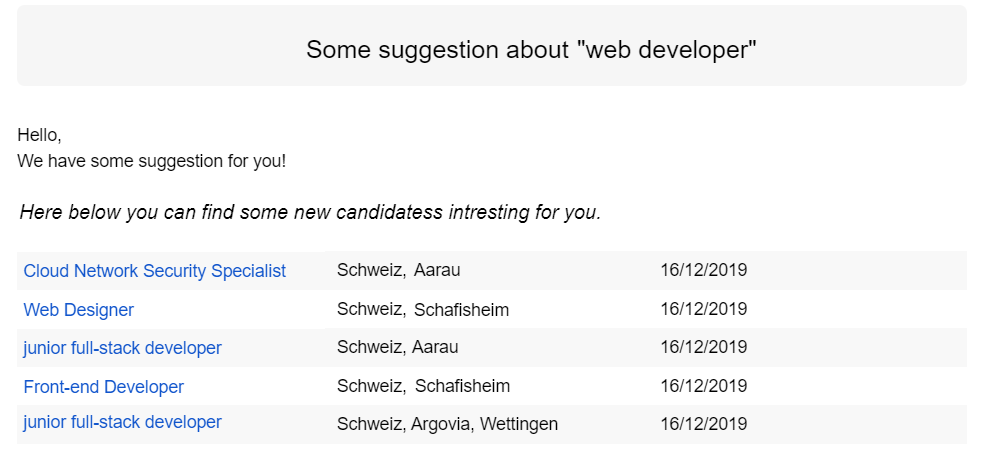 Some suggestion about "web developer"
Hello,
We have some suggestion for you!
Here below you can find some new candidatess intresting for you.
Cloud Network Security Specialist Schweiz, Aarau 16/12/2019
Web Designer Schweiz, Schafisheim 16/12/2019
junior full-stack developer Schweiz, Aarau 16/12/2019
Front-end Developer Schweiz, Schafisheim 16/12/2019
junior full-stack developer Schweiz, Argovia, Wettingen 16/12/2019